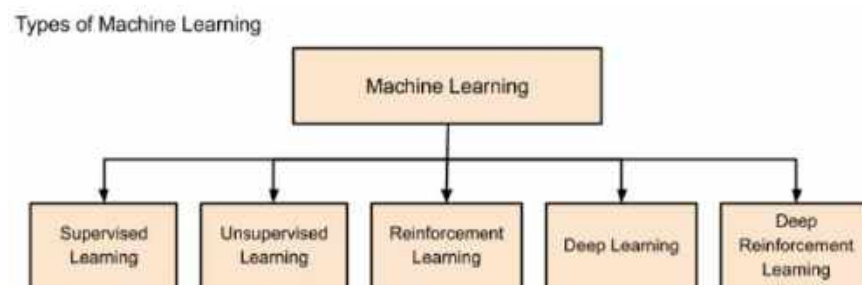 Types of Machine Learning
Machine Learning
Supervised
Learning
Unsupervised
Learning
Reinforcement
Learning
Deep Learning
Deep
Reinforcement
Learning